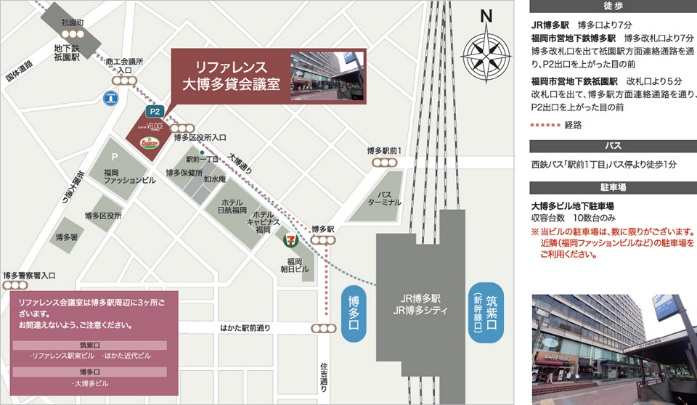 祇園町
地下鉄
祇園駅
国体道路
商工会議所
入口
リファレンス
大博多貸会議室
N
P2
博多区役所入口
大博通り
博多駅前1
P
福岡
ファッションビル
駅前一丁目
博多保健所
如水庵
祇園大通り
博多区役所
博多署
ホテル
日航福岡
ホテル
キャビナス
福岡
バス
ターミナル
博多駅
福岡
朝日ビル
博多警察署入口
博多口
JR博多駅
JR博多シティ
筑紫口
(新幹線口)
はかた駅前通り
住吉通り
リファレンス会議室は博多駅周辺に3ヶ所ご
ざいます。
お間違えないよう、ご注意ください。
筑紫口
・リファレンス駅東ビル ・はかた近代ビル
博多口
・大博多ビル
徒 歩
JR博多駅 博多口より7分
福岡市営地下鉄博多駅 博多改札口より7分
博多改札口を出て祇園駅方面連絡通路を通
り、P2出口を上がった目の前
福岡市営地下鉄祇園駅 改札口より5分
改札口を出て、博多駅方面連絡通路を通り、
P2出口を上がった目の前
経路
バス
西鉄バス「駅前1丁目」バス停より徒歩1分
駐車場
大博多ビル地下駐車場
収容台数 10数台のみ
※当ビルの駐車場は、数に限りがございます。
近隣(福岡ファッションビルなど)の駐車場を
ご利用ください。